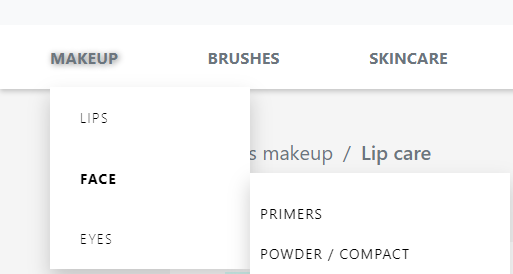 MAKEUP BRUSHES SKINCARE
LIPS
s makeup / Lip care
FACE
PRIMERS
EYES
POWDER / COMPACT